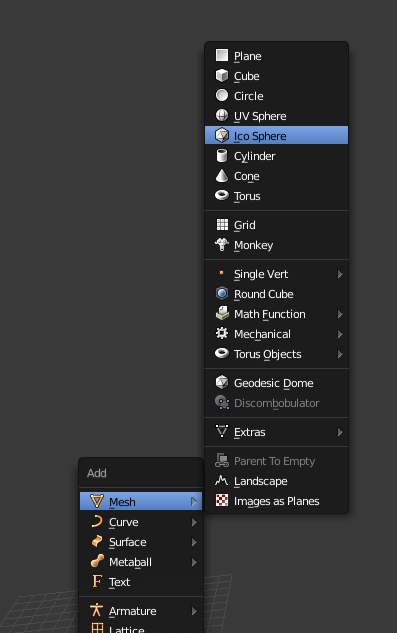 Plane
Cube
Circle
UV Sphere
Ico Sphere
Cylinder
Cone
Torus
Grid
Monkey
Single Vert
Round Cube
Math Function
Mechanical
Torus Objects
Geodesic Dome
Discombobulator
Extras
Parent To Empty
Landscape
Images as Planes
Add
Mesh
Curve
Surface
Metaball
Text
Armature
Lattice